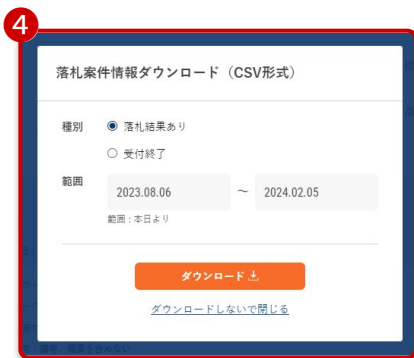 4
落札案件情報ダウンロード（CSV形式）
種別
落札結果あり
受付終了
範囲
2023.08.06 ～ 2024.02.05
範囲：本日より
ダウンロード
ダウンロードしないで閉じる